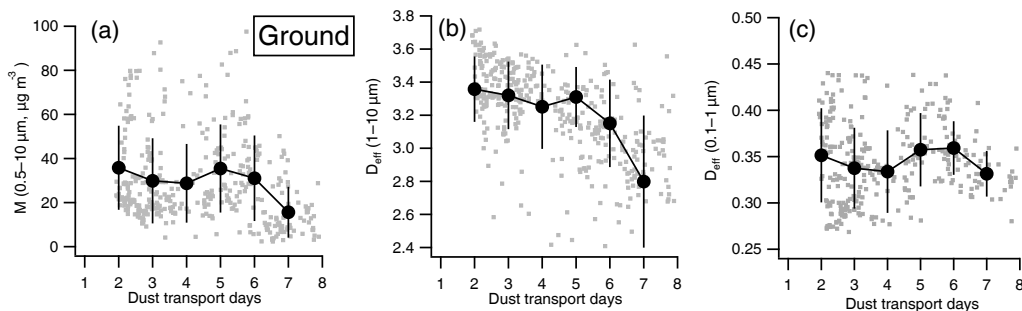 (a)
Ground
M (0.5–10 µm, µg m⁻³)
100
80
60
40
20
0
1 2 3 4 5 6 7 8
Dust transport days
(b)
D_eff (1–10 µm)
3.8
3.6
3.4
3.2
3.0
2.8
2.6
2.4
1 2 3 4 5 6 7 8
Dust transport days
(c)
D_eff (0.1–1 µm)
0.50
0.45
0.40
0.35
0.30
0.25
1 2 3 4 5 6 7 8
Dust transport days